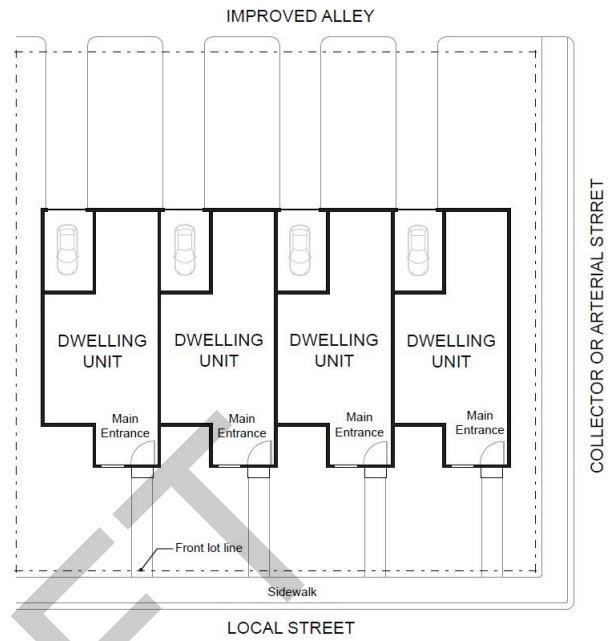 IMPROVED ALLEY
COLLECTOR OR ARTERIAL STRRET
DWELLING
UNIT
DWELLING
UNIT
DWELLING
UNIT
DWELLING
UNIT
Main
Entrance
Main
Entrance
Main
Entrance
Main
Entrance
Front lot line
Sidewalk
LOCAL STREET